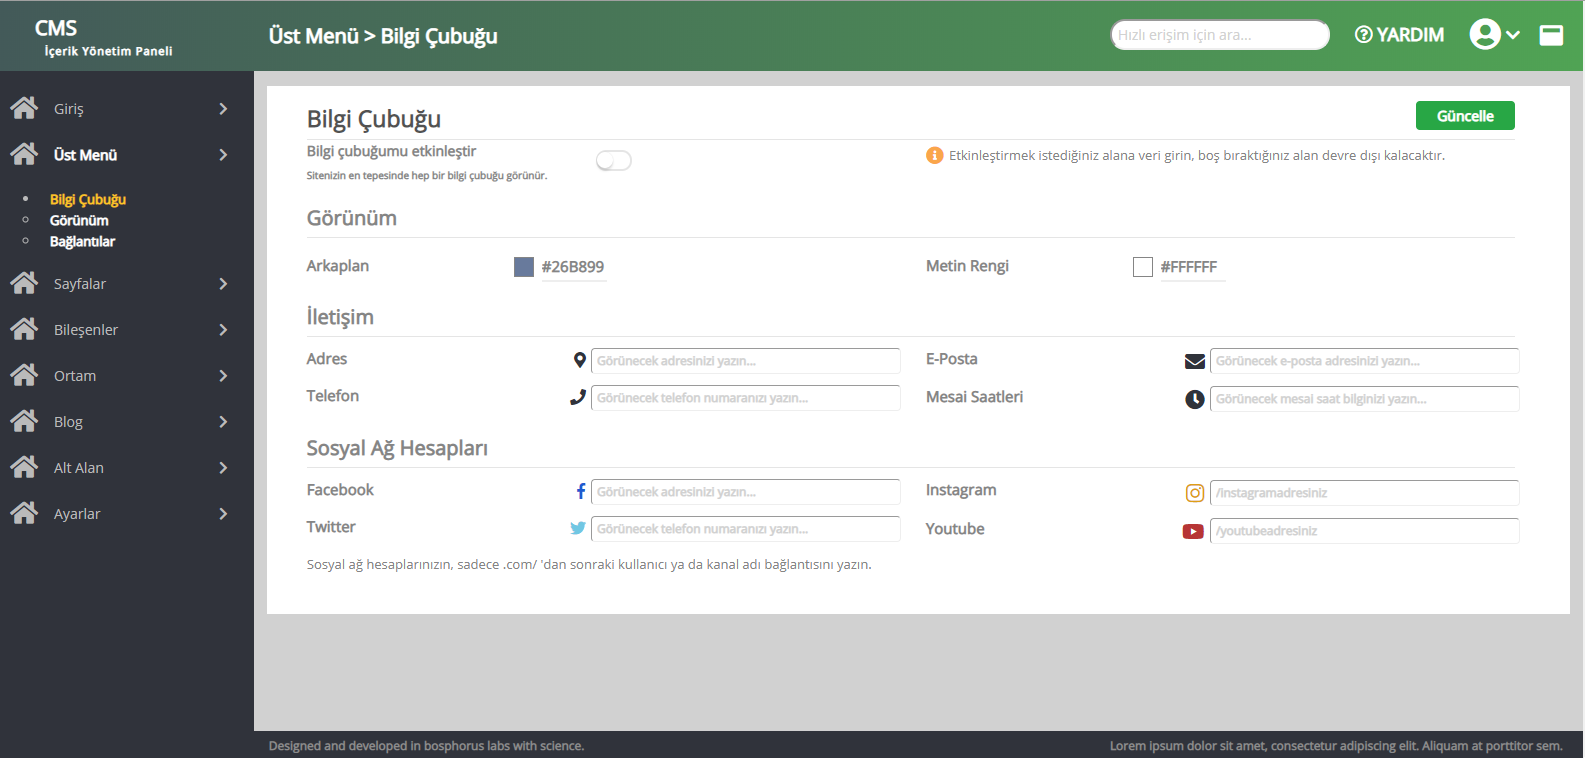 CMS
İçerik Yönetim Paneli
Üst Menü > Bilgi Çubuğu
Hızlı erişim için ara...
YARDIM
Giriş
Üst Menü
Bilgi Çubuğu
Görünüm
Bağlantılar
Sayfalar
Bileşenler
Ortam
Blog
Alt Alan
Ayarlar
Bilgi Çubuğu
Güncelle
Bilgi çubuğumu etkinleştir
Sitenizin en tepesinde hep bir bilgi çubuğu görünür.
Etkinleştirmek istediğiniz alana veri girin, boş bıraktığınız alan devre dışı kalacaktır.
Görünüm
Arkaplan #26B899
Metin Rengi #FFFFFF
İletişim
Adres Görünecek adresinizi yazın...
E-Posta Görünecek e-posta adresinizi yazın...
Telefon Görünecek telefon numaranızı yazın...
Mesai Saatleri Görünecek mesai saat bilginizi yazın...
Sosyal Ağ Hesapları
Facebook Görünecek adresinizi yazın...
Instagram /instagramadresiniz
Twitter Görünecek telefon numaranızı yazın...
Youtube /youtubeadresiniz
Sosyal ağ hesaplarınızın, sadece .com/ 'dan sonraki kullanıcı ya da kanal adı bağlantısını yazın.
Designed and developed in bosphorus labs with science.
Lorem ipsum dolor sit amet, consectetur adipiscing elit. Aliquam at porttitor sem.